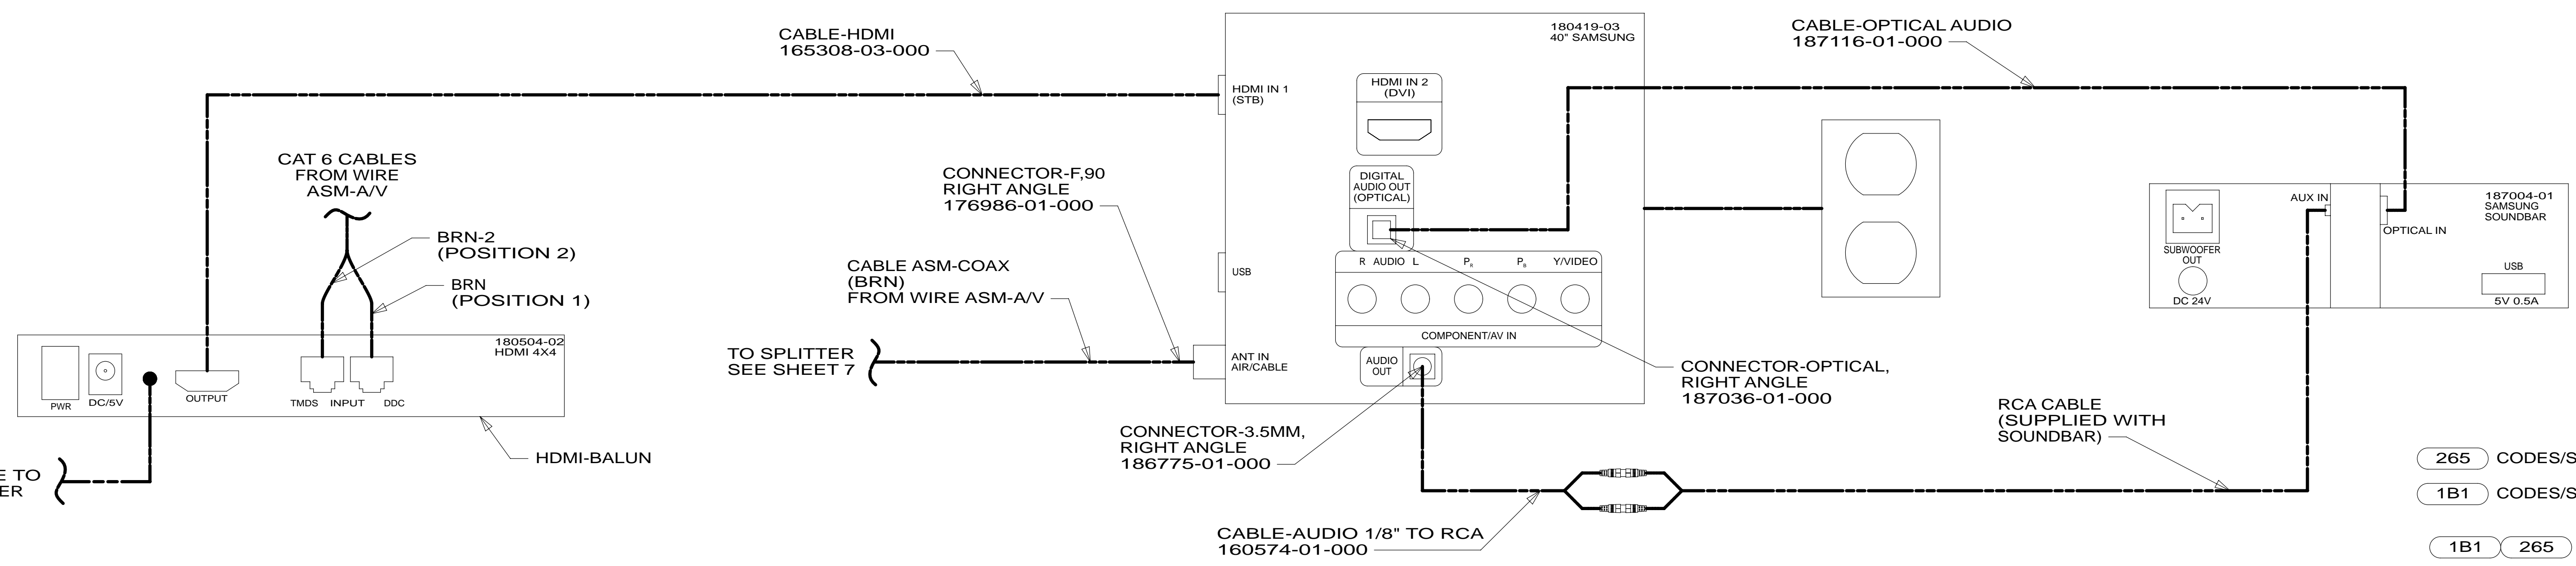 CABLE-HDMI
165308-03-000
180419-03
40" SAMSUNG
CABLE-OPTICAL AUDIO
187116-01-000
HDMI IN 1
(STB)
HDMI IN 2
(DVI)
CAT 6 CABLES
FROM WIRE
ASM-A/V
CONNECTOR-F,90
RIGHT ANGLE
176986-01-000
DIGITAL
AUDIO OUT
(OPTICAL)
AUX IN
187004-01
SAMSUNG
SOUNDBAR
OPTICAL IN
BRN-2
(POSITION 2)
SUBWOOFER
OUT
DC 24V
USB
5V 0.5A
CABLE ASM-COAX
(BRN)
FROM WIRE ASM-A/V
USB
R AUDIO L PR PB Y/VIDEO
BRN
(POSITION 1)
COMPONENT/AV IN
180504-02
HDMI 4X4
TO SPLITTER
SEE SHEET 7
ANT IN
AIR/CABLE
AUDIO
OUT
CONNECTOR-OPTICAL,
RIGHT ANGLE
187036-01-000
PWR
DC/5V
OUTPUT
TMDS INPUT DDC
RCA CABLE
(SUPPLIED WITH
SOUNDBAR)
CONNECTOR-3.5MM,
RIGHT ANGLE
186775-01-000
HDMI-BALUN
E TO
ER
265 CODES/S
1B1 CODES/S
CABLE-AUDIO 1/8" TO RCA
160574-01-000
1B1 265